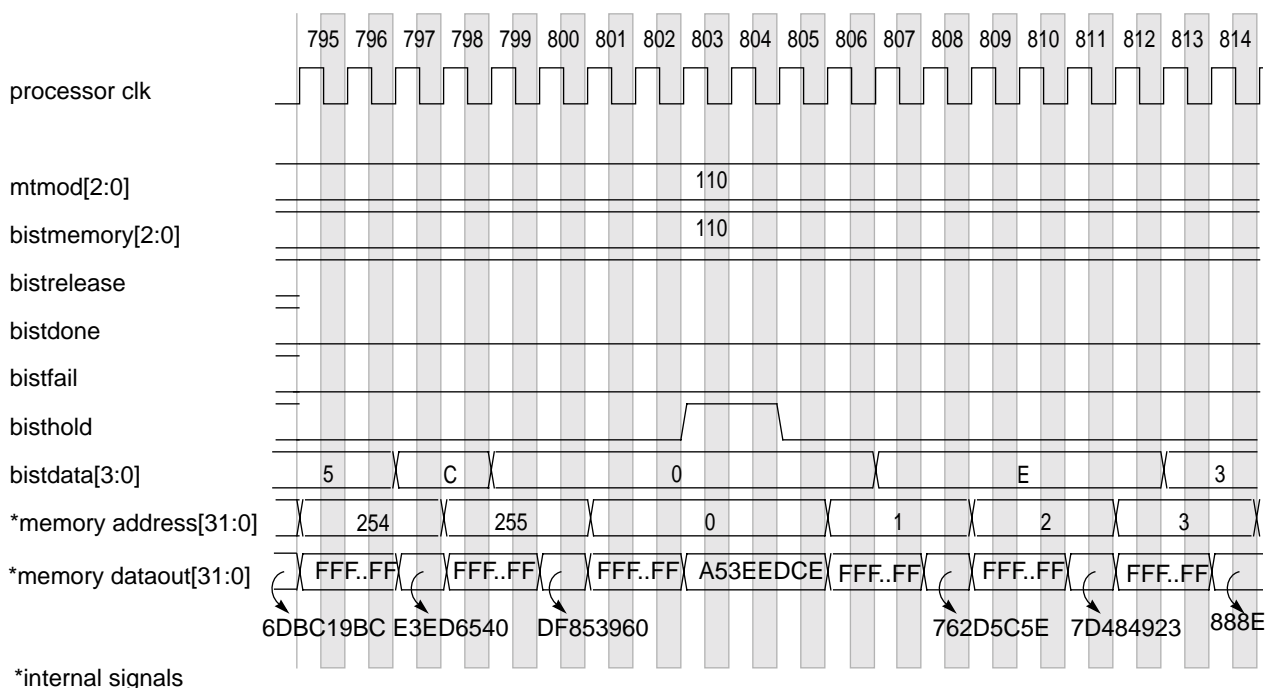 795 796 797 798 799 800 801 802 803 804 805 806 807 808 809 810 811 812 813 814
processor clk
mtmod[2:0] 110
bistmemory[2:0] 110
bistrelease
bistdone
bistfail
bisthold
bistdata[3:0] 5 C 0 E 3
*memory address[31:0] 254 255 0 1 2 3
*memory dataout[31:0] FFF..FF FFF..FF FFF..FF A53EEDCE FFF..FF FFF..FF FFF..FF
6DBC19BC E3ED6540 DF853960 762D5C5E 7D484923 888E
*internal signals